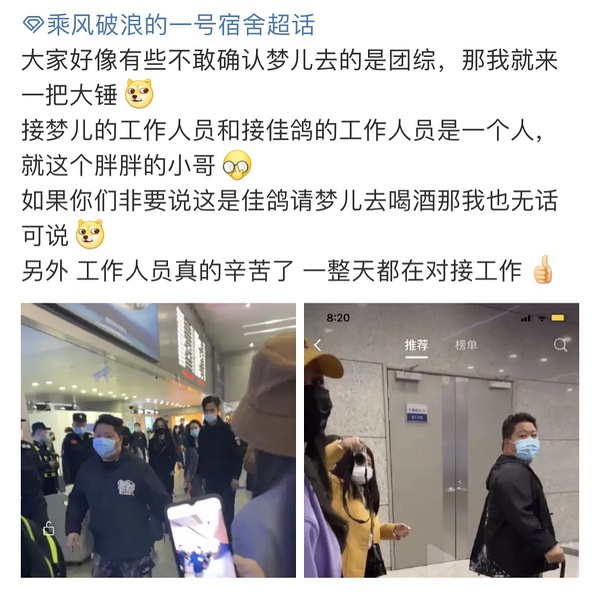 乘风破浪的一号宿舍超话
大家好像有些不敢确认梦儿去的是团综，那我就来
一把大锤
接梦儿的工作人员和接佳鸽的工作人员是一个人，
就这个胖胖的小哥
如果你们非要说这是佳鸽请梦儿去喝酒那我也无话
可说
另外 工作人员真的辛苦了 一整天都在对接工作
8:20
推荐 榜单